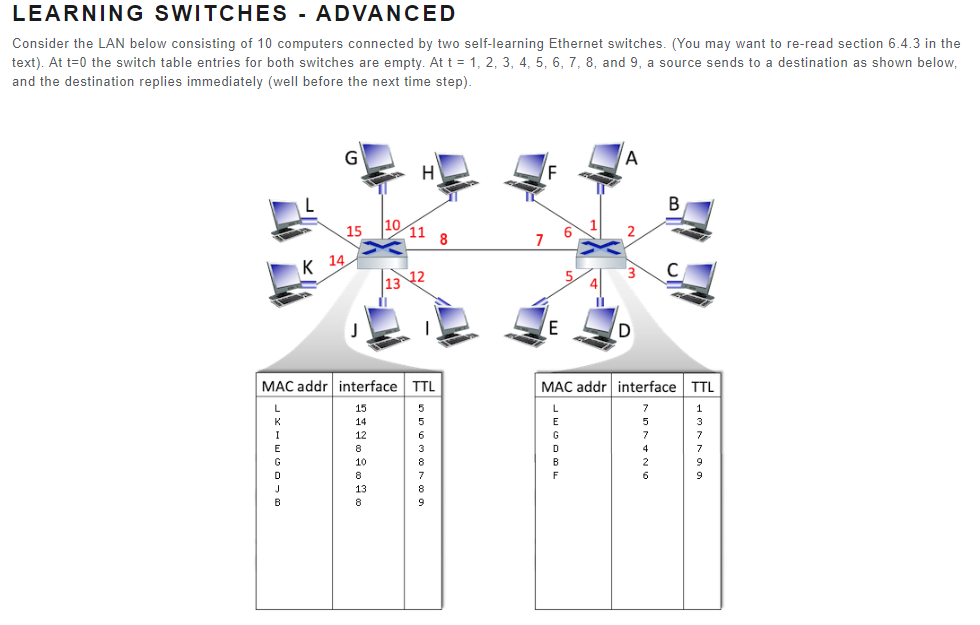 LEARNING SWITCHES - ADVANCED
Consider the LAN below consisting of 10 computers connected by two self-learning Ethernet switches. (You may want to re-read section 6.4.3 in the
text). At t=0 the switch table entries for both switches are empty. At t = 1, 2, 3, 4, 5, 6, 7, 8, and 9, a source sends to a destination as shown below,
and the destination replies immediately (well before the next time step).
G
H
F
A
L
B
15
10
11
8
7
6
1
2
K
14
13
12
5
4
3
C
J
I
E
D
MAC addr interface TTL
L 15 5
K 14 5
I 12 6
E 8 3
G 10 8
D 8 7
J 13 8
B 8 9
MAC addr interface TTL
L 7 1
E 5 3
G 7 7
D 4 7
B 2 9
F 6 9